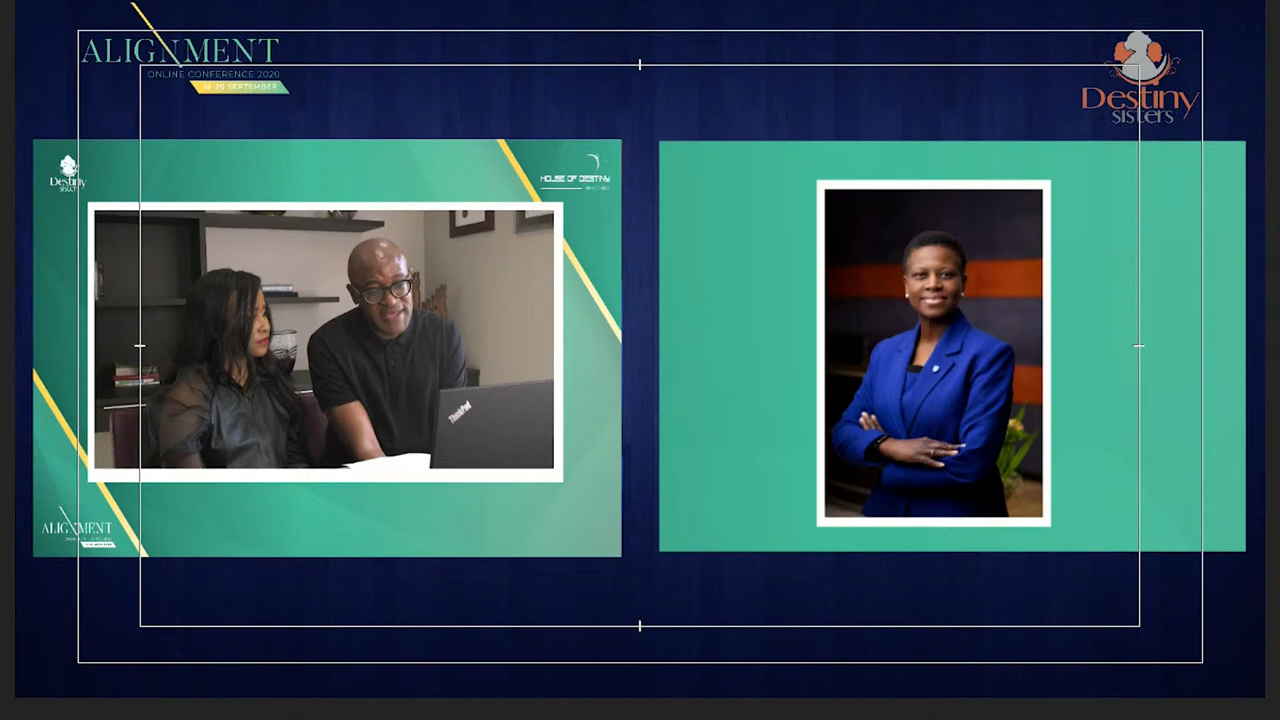 ALIGNMENT
ONLINE CONFERENCE 2020
18-20 SEPTEMBER
Destiny
sisters
Destiny
sisters
HOUSE OF DESTINY
ThinkPad
ALIGNMENT